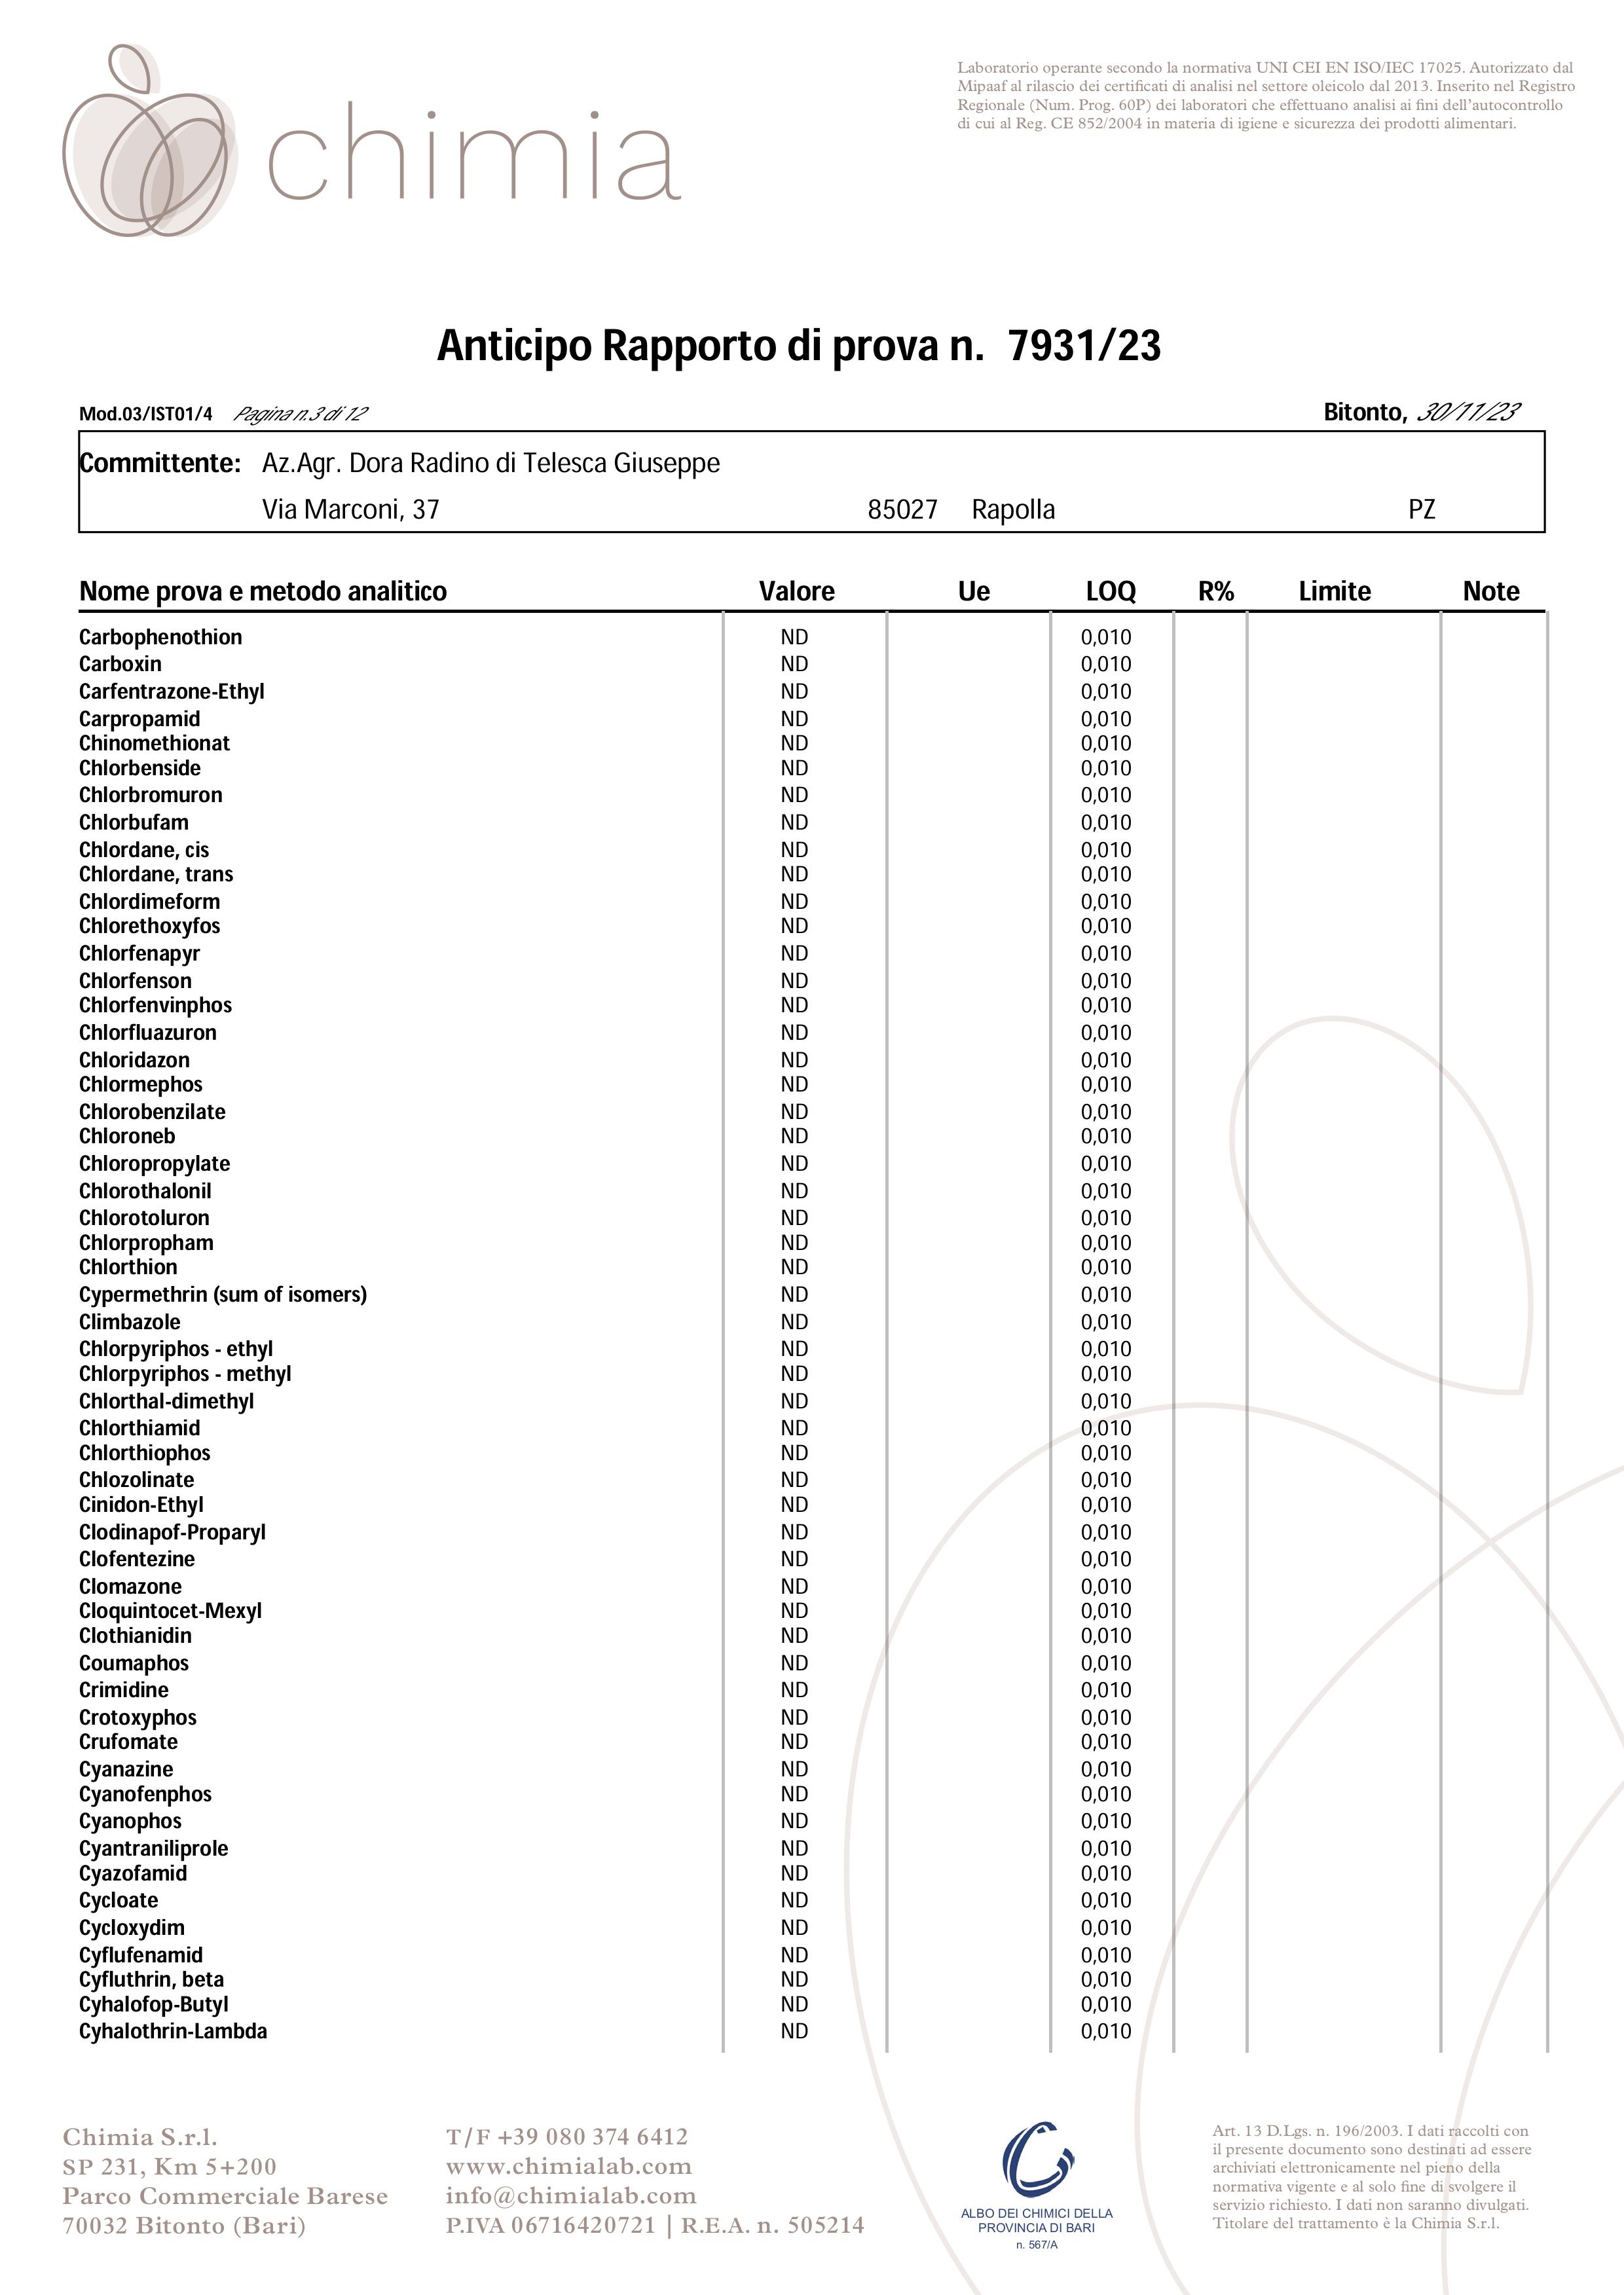 chimia
Laboratorio operante secondo la normativa UNI CEI EN ISO/IEC 17025. Autorizzato dal
Mipaaf al rilascio dei certificati di analisi nel settore oleicolo dal 2013. Inserito nel Registro
Regionale (Num. Prog. 60P) dei laboratori che effettuano analisi ai fini dell'autocontrollo
di cui al Reg. CE 852/2004 in materia di igiene e sicurezza dei prodotti alimentari.
Anticipo Rapporto di prova n. 7931/23
Mod.03/IST01/4 Pagina n.3 di 12 Bitonto, 30/11/23
Committente: Az.Agr. Dora Radino di Telesca Giuseppe
Via Marconi, 37 85027 Rapolla PZ
Nome prova e metodo analitico Valore Ue LOQ R% Limite Note
Carbophenothion ND 0,010
Carboxin ND 0,010
Carfentrazone-Ethyl ND 0,010
Carpropamid ND 0,010
Chinomethionat ND 0,010
Chlorbenside ND 0,010
Chlorbromuron ND 0,010
Chlorbufam ND 0,010
Chlordane, cis ND 0,010
Chlordane, trans ND 0,010
Chlordimeform ND 0,010
Chlorethoxyfos ND 0,010
Chlorfenapyr ND 0,010
Chlorfenson ND 0,010
Chlorfenvinphos ND 0,010
Chlorfluazuron ND 0,010
Chloridazon ND 0,010
Chlormephos ND 0,010
Chlorobenzilate ND 0,010
Chloroneb ND 0,010
Chloropropylate ND 0,010
Chlorothalonil ND 0,010
Chlorotoluron ND 0,010
Chlorpropham ND 0,010
Chlorthion ND 0,010
Cypermethrin (sum of isomers) ND 0,010
Climbazole ND 0,010
Chlorpyriphos - ethyl ND 0,010
Chlorpyriphos - methyl ND 0,010
Chlorthal-dimethyl ND 0,010
Chlorthiamid ND 0,010
Chlorthiophos ND 0,010
Chlozolinate ND 0,010
Cinidon-Ethyl ND 0,010
Clodinapof-Proparyl ND 0,010
Clofentezine ND 0,010
Clomazone ND 0,010
Cloquintocet-Mexyl ND 0,010
Clothianidin ND 0,010
Coumaphos ND 0,010
Crimidine ND 0,010
Crotoxyphos ND 0,010
Crufomate ND 0,010
Cyanazine ND 0,010
Cyanofenphos ND 0,010
Cyanophos ND 0,010
Cyantraniliprole ND 0,010
Cyazofamid ND 0,010
Cycloate ND 0,010
Cycloxydim ND 0,010
Cyflufenamid ND 0,010
Cyfluthrin, beta ND 0,010
Cyhalofop-Butyl ND 0,010
Cyhalothrin-Lambda ND 0,010
Chimia S.r.l.
SP 231, Km 5+200
Parco Commerciale Barese
70032 Bitonto (Bari)
T/F +39 080 374 6412
www.chimialab.com
info@chimialab.com
P.IVA 06716420721 | R.E.A. n. 505214
ALBO DEI CHIMICI DELLA
PROVINCIA DI BARI
n. 567/A
Art. 13 D.Lgs. n. 196/2003. I dati raccolti con
il presente documento sono destinati ad essere
archiviati elettronicamente nel pieno della
normativa vigente e al solo fine di svolgere il
servizio richiesto. I dati non saranno divulgati.
Titolare del trattamento è la Chimia S.r.l.